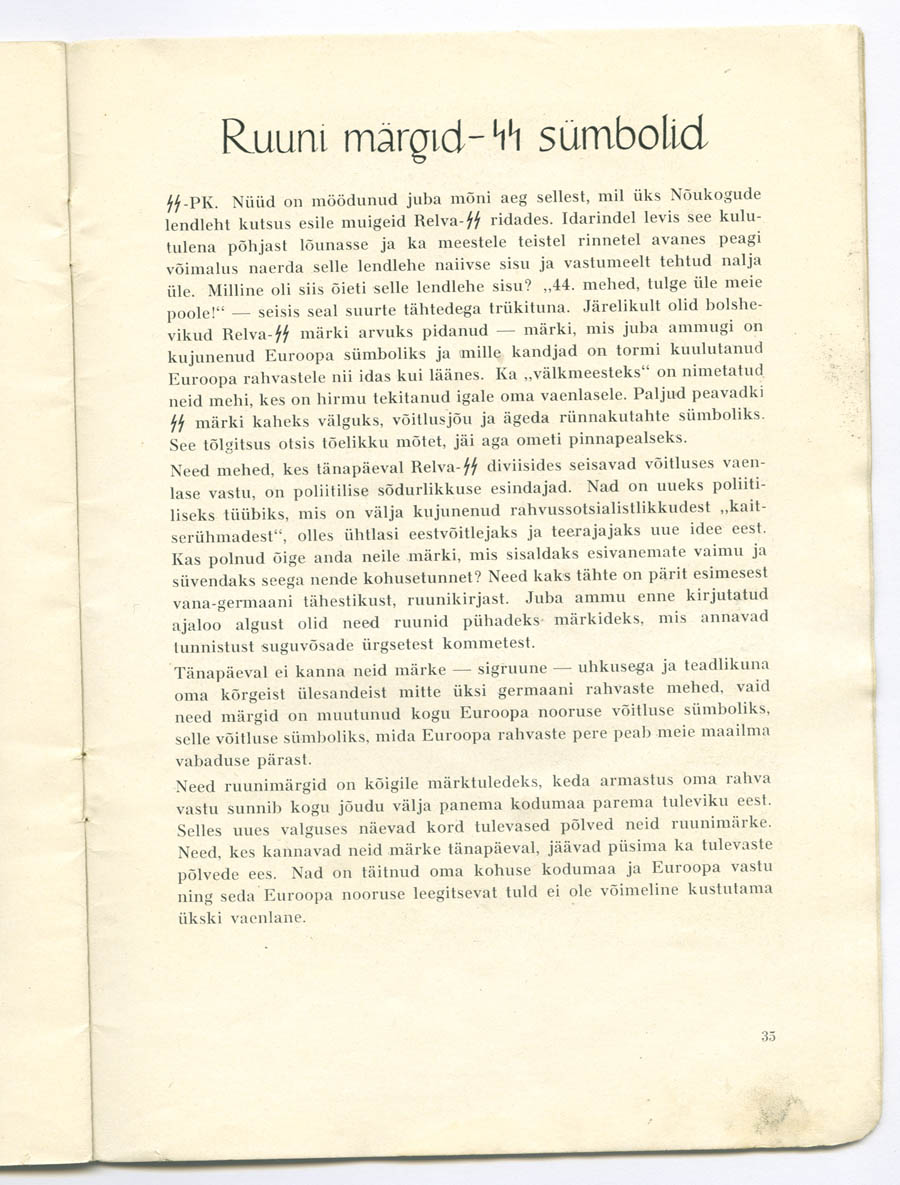 Ruuni märgid – ᛋᛋ sümbolid
ᛋᛋ-PK. Nüüd on möödunud juba mõni aeg sellest, mil üks Nõukogude
lendleht kutsus esile muigeid Relva-ᛋᛋ ridades. Idarindel levis see kulu-
tulena põhjast lõunasse ja ka meestele teistel rinnetel avanes peagi
võimalus naerda selle lendlehe naiivse sisu ja vastumeelt tehtud nalja
üle. Milline oli siis õieti selle lendlehe sisu? „44. mehed, tulge üle meie
poole!“ — seisis seal suurte tähtedega trükituna. Järelikult olid bolshe-
vikud Relva-ᛋᛋ märki arvuks pidanud — märki, mis juba ammugi on
kujunenud Euroopa sümboliks ja mille kandjad on tormi kuulutanud
Euroopa rahvastele nii idas kui läänes. Ka „välkmeesteks“ on nimetatud
neid mehi, kes on hirmu tekitanud igale oma vaenlasele. Paljud peavadki
ᛋᛋ märki kaheks välguks, võitlusjõu ja ägeda rünnakutahte sümboliks.
See tõlgitsus otsis tõelikku mõtet, jäi aga ometi pinnapealseks.
Need mehed, kes tänapäeval Relva-ᛋᛋ diviisides seisavad võitluses vaen-
lase vastu, on poliitilise sõdurlikkuse esindajad. Nad on uueks poliiti-
liseks tüübiks, mis on välja kujunenud rahvussotsialistlikkudest „kait-
serühmadest“, olles ühtlasi eestvõitlejaks ja teerajajaks uue idee eest.
Kas polnud õige anda neile märki, mis sisaldaks esivanemate vaimu ja
süvendaks seega nende kohusetunnet? Need kaks tähte on pärit esimesest
vana-germaani tähestikust, ruunikirjast. Juba ammu enne kirjutatud
ajaloo algust olid need ruunid pühadeks märkideks, mis annavad
tunnistust suguvõsade ürgsetest kommetest.
Tänapäeval ei kanna neid märke — sigruune — uhkusega ja teadlikuna
oma kõrgeist ülesandeist mitte üksi germaani rahvaste mehed, vaid
need märgid on muutunud kogu Euroopa nooruse võitluse sümboliks,
selle võitluse sümboliks, mida Euroopa rahvaste pere peab meie maailma
vabaduse pärast.
Need ruunimärgid on kõigile märktuledeks, keda armastus oma rahva
vastu sunnib kogu jõudu välja panema kodumaa parema tuleviku eest.
Selles uues valguses näevad kord tulevased põlved neid ruunimärke.
Need, kes kannavad neid märke tänapäeval, jäävad püsima ka tulevaste
põlvede ees. Nad on täitnud oma kohuse kodumaa ja Euroopa vastu
ning seda Euroopa nooruse leegitsevat tuld ei ole võimeline kustutama
ükski vaenlane.
35